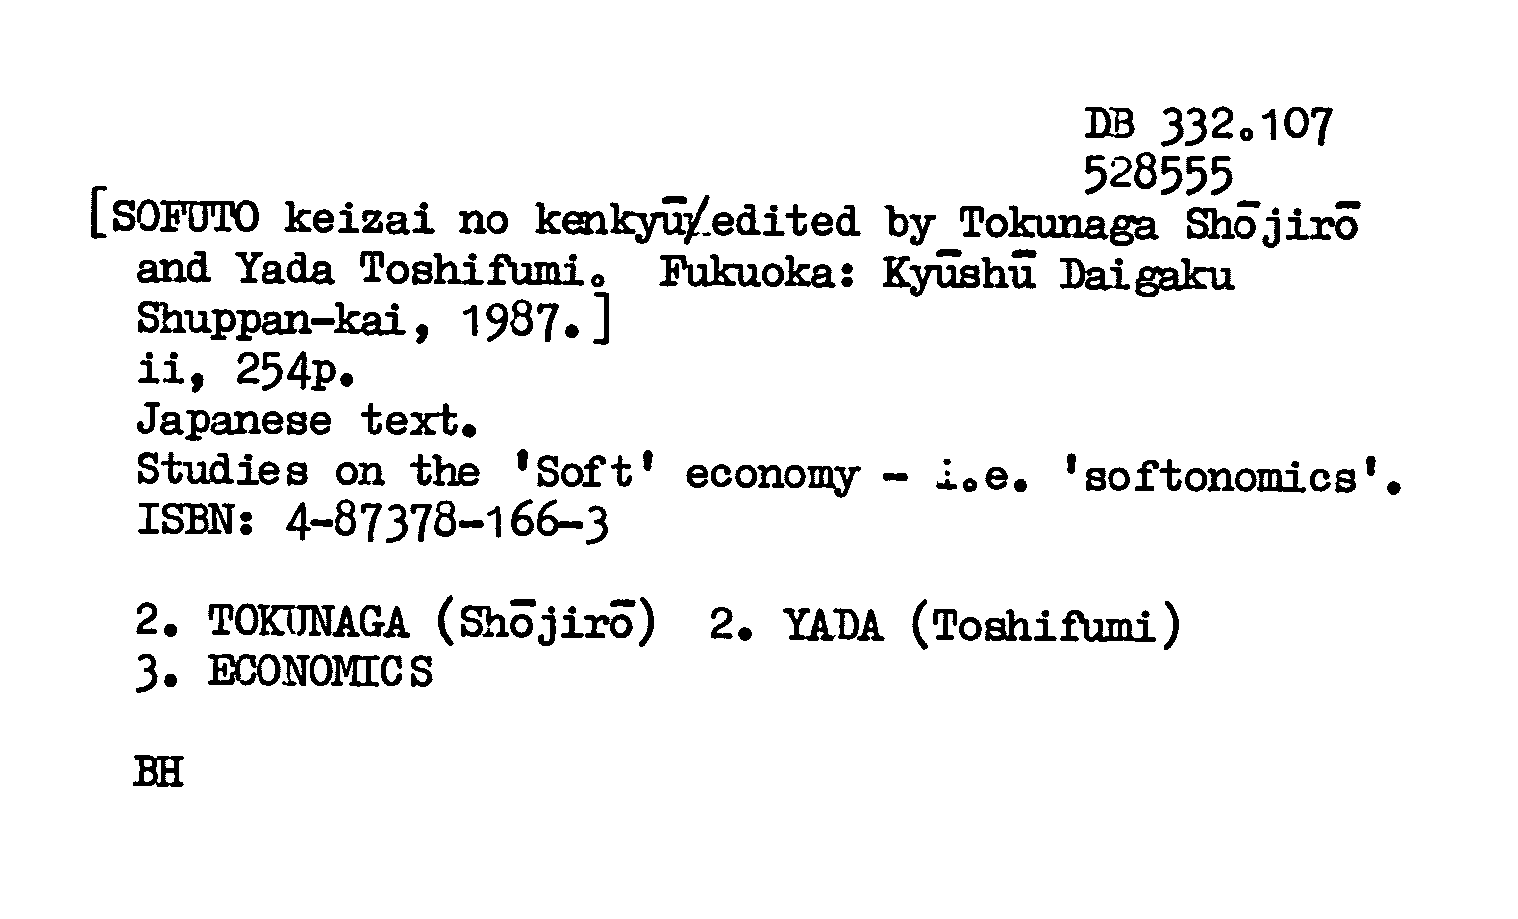 DB 332.107
528555
[SOFUTO keizai no kenkyū/.edited by Tokunaga Shōjirō
and Yada Toshifumi. Fukuoka: Kyūshū Daigaku
Shuppan-kai, 1987.]
ii, 254p.
Japanese text.
Studies on the 'Soft' economy - i.e. 'softonomics'.
ISBN: 4-87378-166-3
2. TOKUNAGA (Shōjirō) 2. YADA (Toshifumi)
3. ECONOMICS
BH